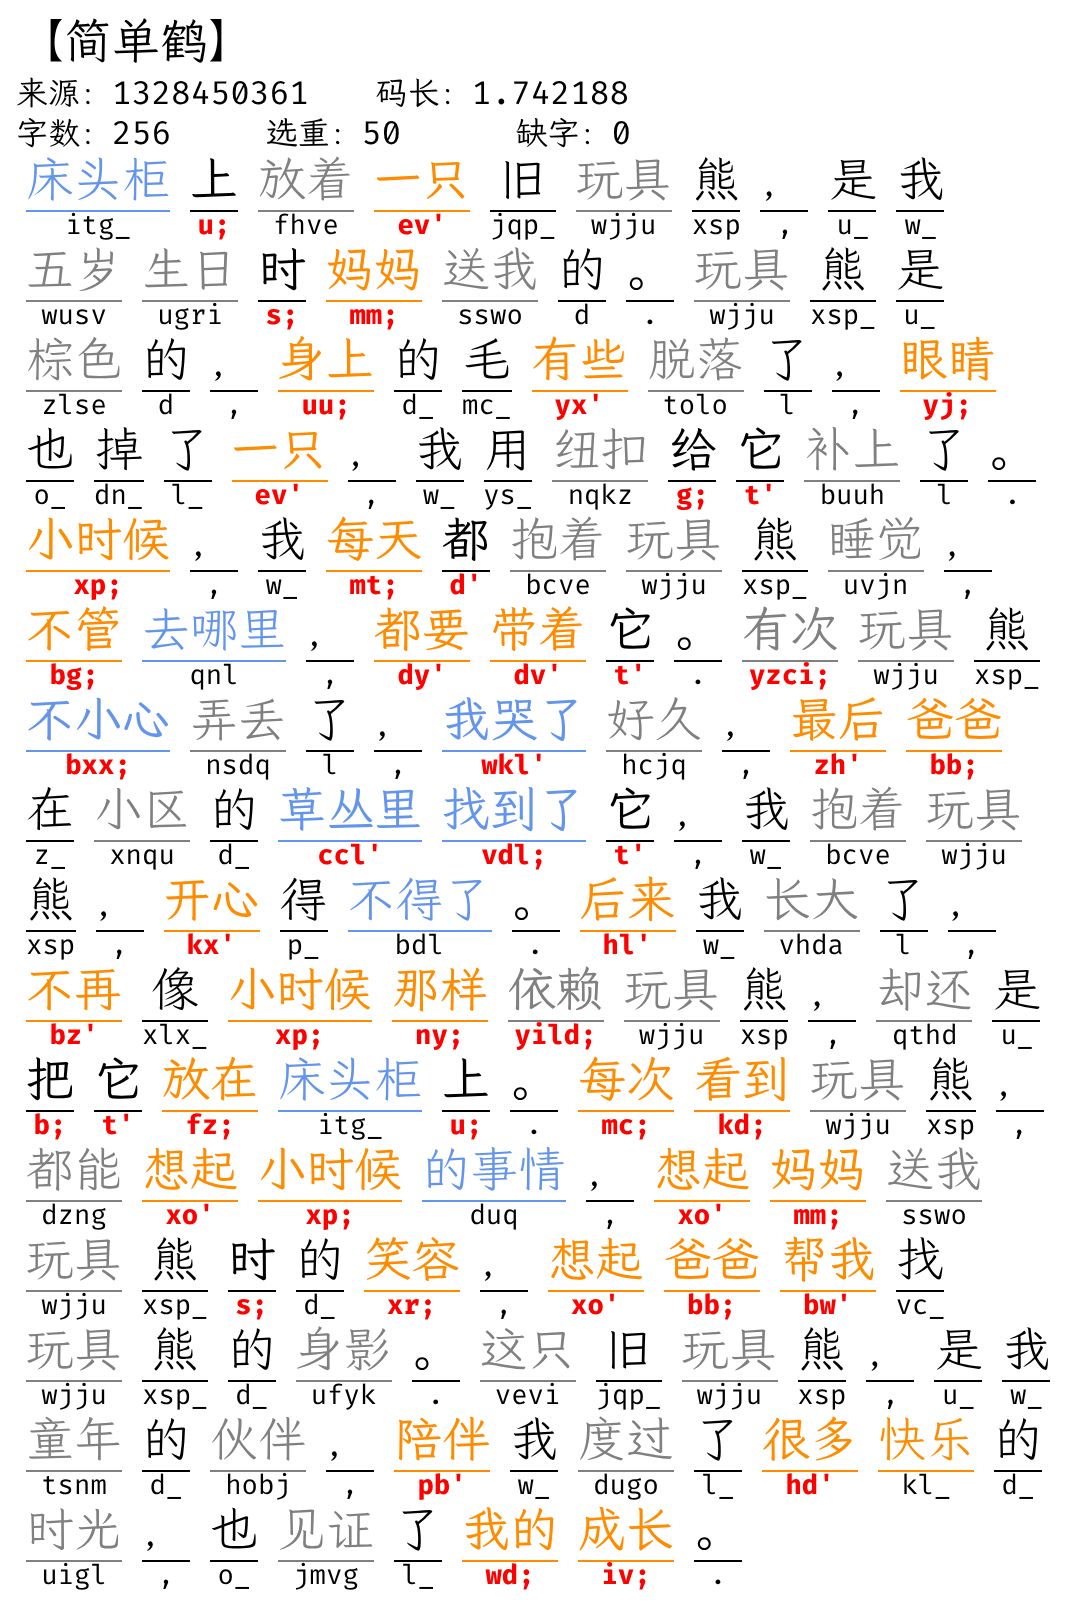 【简单鹤】
来源：1328450361 码长：1.742188
字数：256 选重：50 缺字：0
床头柜 上 放着 一只 旧 玩具 熊 ， 是 我
itg_ u; fhve ev' jqp_ wjju xsp , u_ w_
五岁 生日 时 妈妈 送我 的 。 玩具 熊 是
wusv ugri s; mm; sswo d . wjju xsp_ u_
棕色 的 ， 身上 的 毛 有些 脱落 了 ， 眼睛
zlse d , uu; d_ mc_ yx' tolo l , yj;
也 掉 了 一只 ， 我 用 纽扣 给 它 补上 了 。
o_ dn_ l_ ev' , w_ ys_ nqkz g; t' buuh l .
小时候 ， 我 每天 都 抱着 玩具 熊 睡觉 ，
xp; , w_ mt; d' bcve wjju xsp_ uvjn ,
不管 去哪里 ， 都要 带着 它 。 有次 玩具 熊
bg; qnl , dy' dv' t' . yzci; wjju xsp_
不小心 弄丢 了 ， 我哭了 好久 ， 最后 爸爸
bxx; nsdq l , wkl' hcjq , zh' bb;
在 小区 的 草丛里 找到了 它 ， 我 抱着 玩具
z_ xnqu d_ ccl' vdl; t' , w_ bcve wjju
熊 ， 开心 得 不得了 。 后来 我 长大 了 ，
xsp , kx' p_ bdl . hl' w_ vhda l ,
不再 像 小时候 那样 依赖 玩具 熊 ， 却还 是
bz' xlx_ xp; ny; yild; wjju xsp , qthd u_
把 它 放在 床头柜 上 。 每次 看到 玩具 熊 ，
b; t' fz; itg_ u; . mc; kd; wjju xsp ,
都能 想起 小时候 的事情 ， 想起 妈妈 送我
dzng xo' xp; duq , xo' mm; sswo
玩具 熊 时 的 笑容 ， 想起 爸爸 帮我 找
wjju xsp_ s; d_ xr; , xo' bb; bw' vc_
玩具 熊 的 身影 。 这只 旧 玩具 熊 ， 是 我
wjju xsp_ d_ ufyk . vevi jqp_ wjju xsp , u_ w_
童年 的 伙伴 ， 陪伴 我 度过 了 很多 快乐 的
tsnm d_ hobj , pb' w_ dugo l_ hd' kl_ d_
时光 ， 也 见证 了 我的 成长 。
uigl , o_ jmvg l_ wd; iv; .